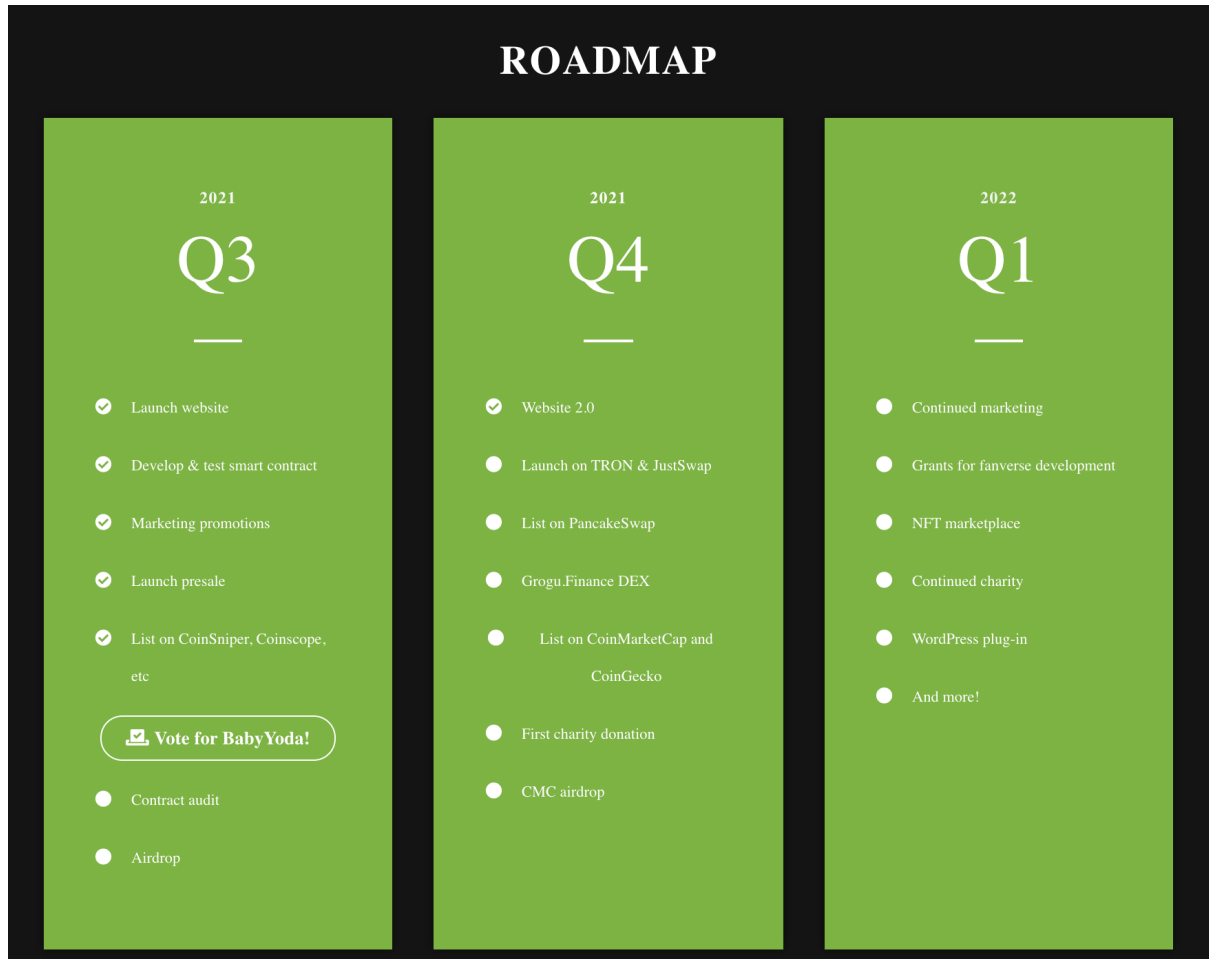 ROADMAP
2021
Q3
Launch website
Develop & test smart contract
Marketing promotions
Launch presale
List on CoinSniper, Coinscope,
etc
Vote for BabyYoda!
Contract audit
Airdrop
2021
Q4
Website 2.0
Launch on TRON & JustSwap
List on PancakeSwap
Grogu.Finance DEX
List on CoinMarketCap and
CoinGecko
First charity donation
CMC airdrop
2022
Q1
Continued marketing
Grants for fanverse development
NFT marketplace
Continued charity
WordPress plug-in
And more!